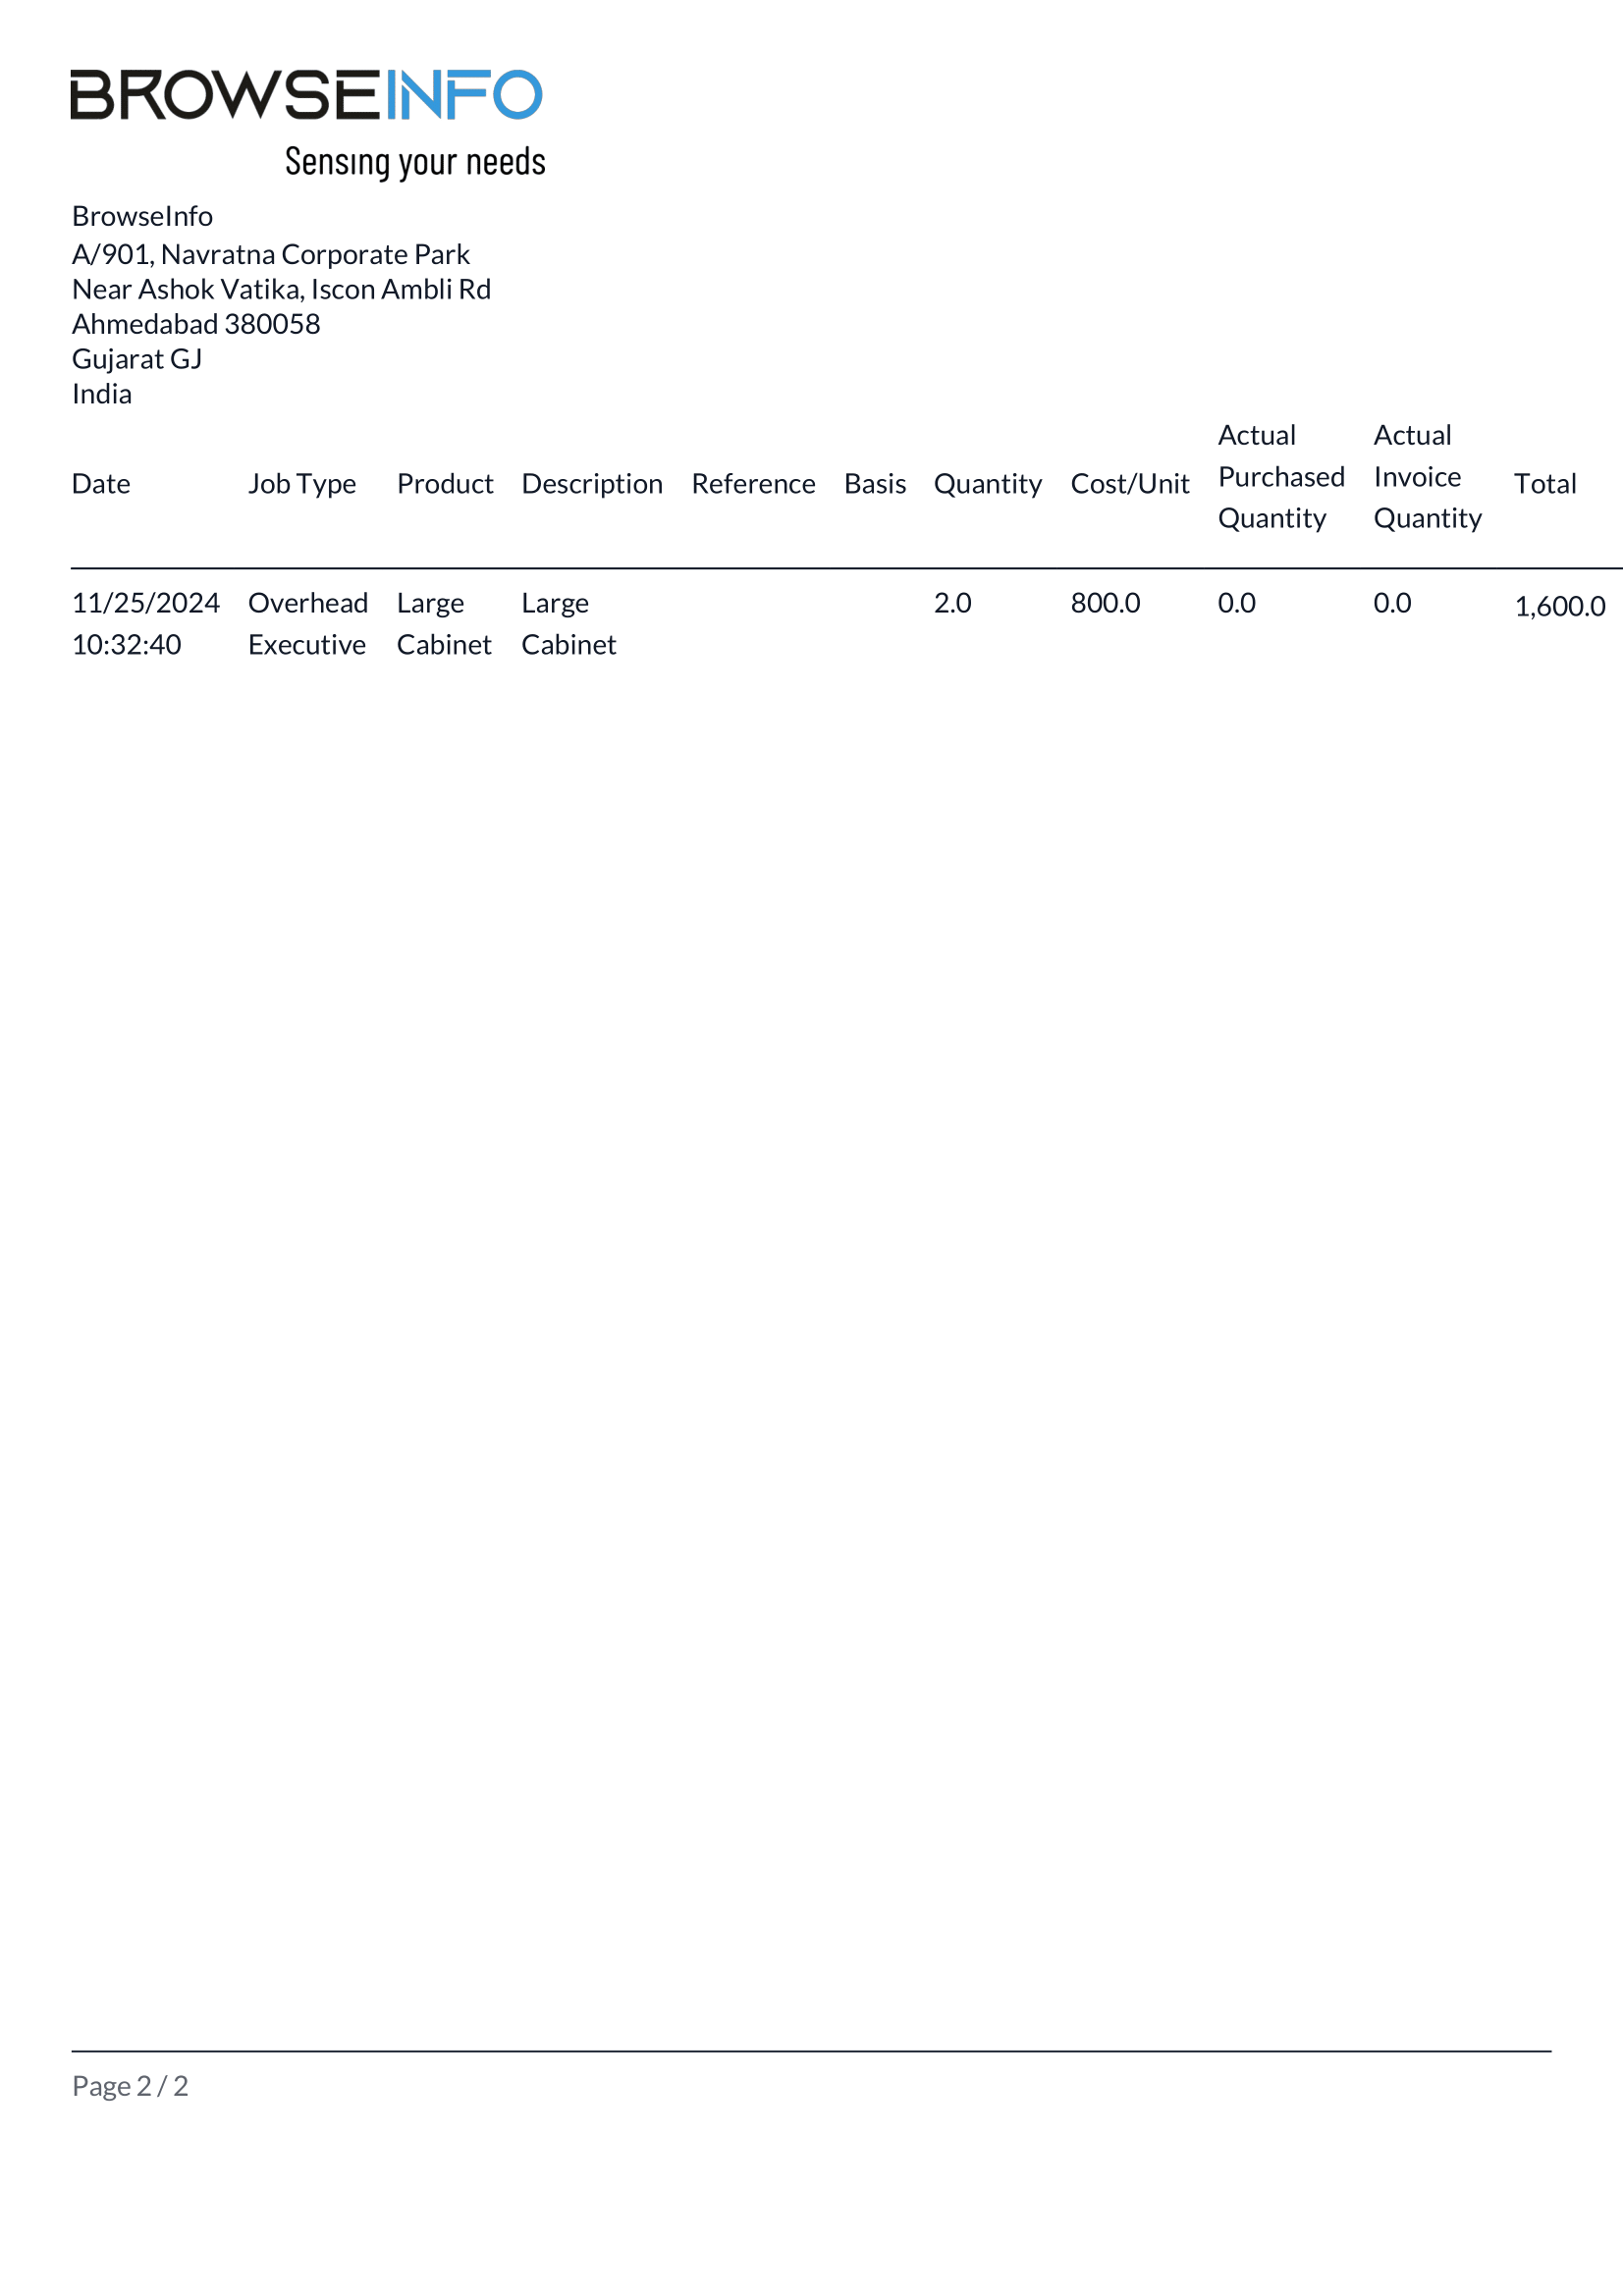 BROWSEINFO
Sensing your needs
BrowseInfo
A/901, Navratna Corporate Park
Near Ashok Vatika, Iscon Ambli Rd
Ahmedabad 380058
Gujarat GJ
India
Date Job Type Product Description Reference Basis Quantity Cost/Unit Actual Purchased Quantity Actual Invoice Quantity Total
11/25/2024 Overhead Large Large 2.0 800.0 0.0 0.0 1,600.0
10:32:40 Executive Cabinet Cabinet
Page 2 / 2